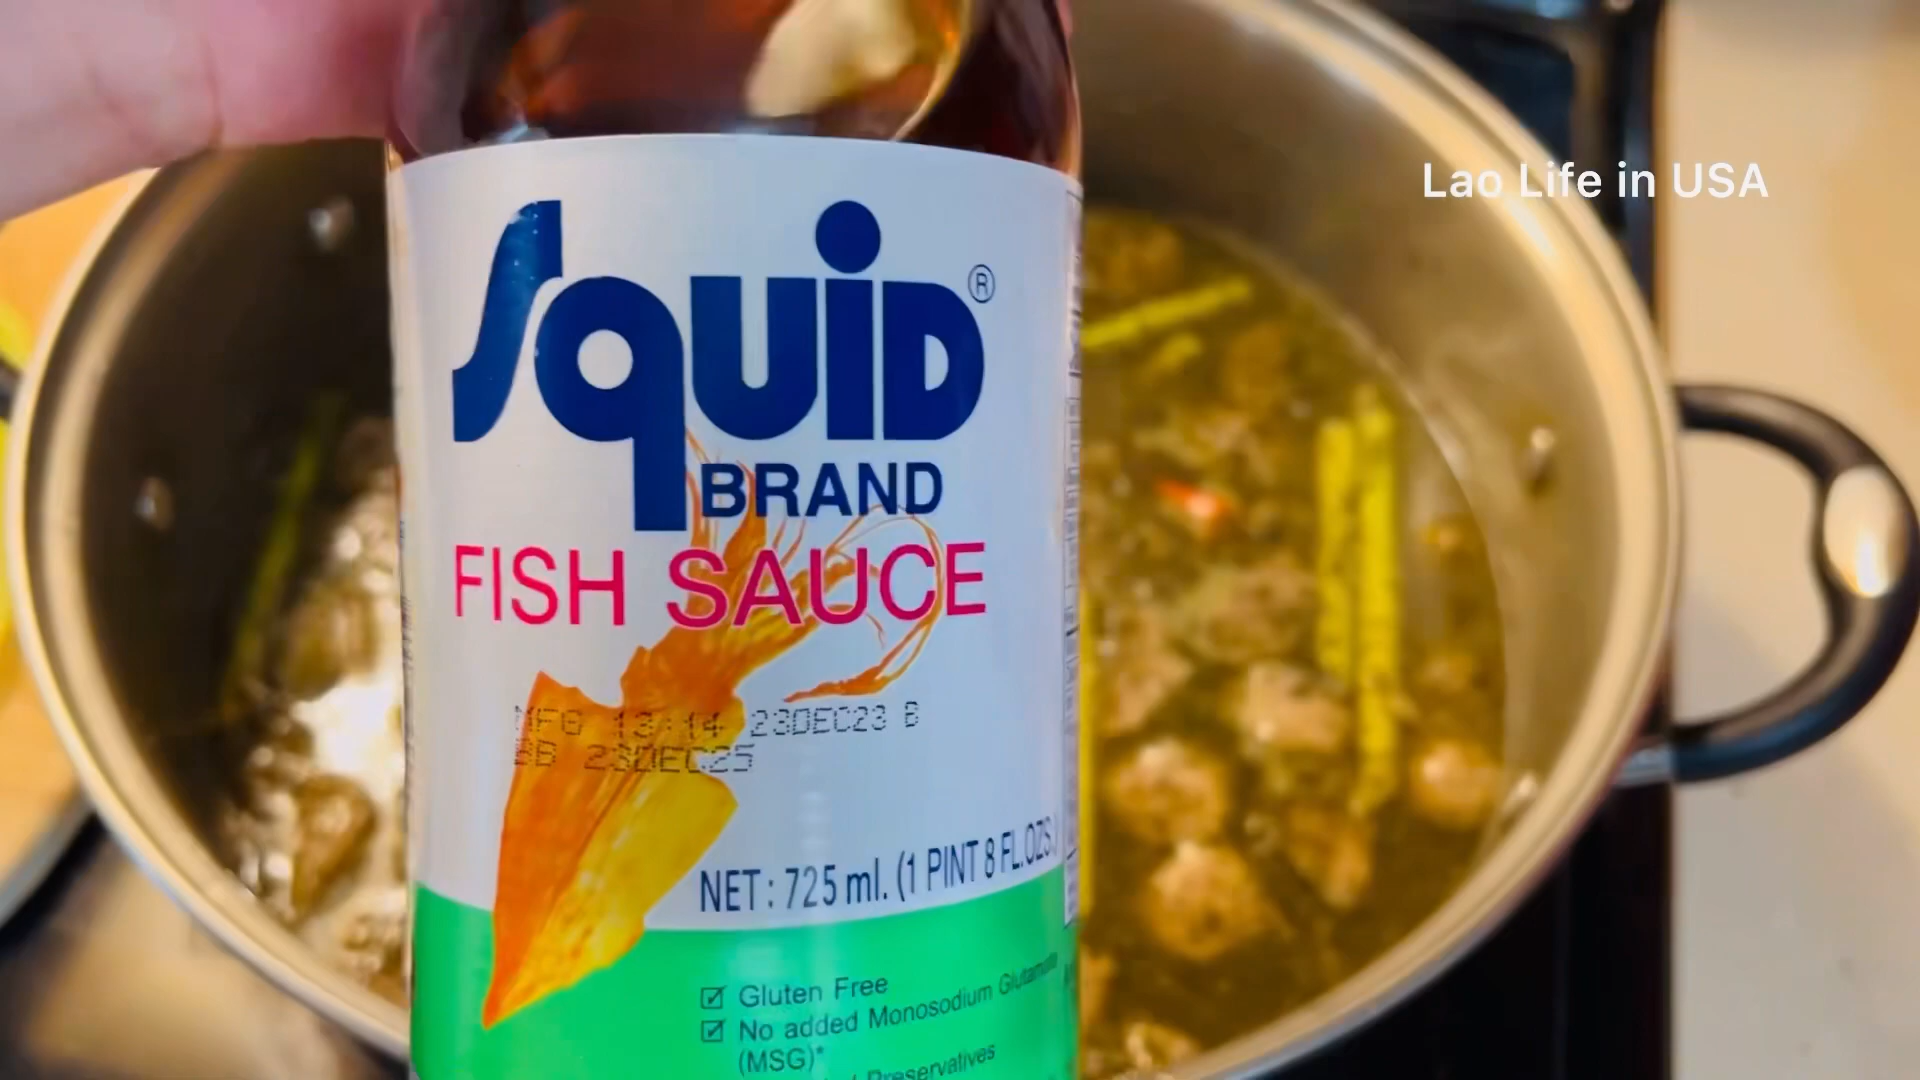 Lao Life in USA
Squid®
BRAND
FISH SAUCE
MFG 13 14 23DEC23 B
BB 23DEC25
NET : 725 ml. (1 PINT 8 FL.OZS.)
☑ Gluten Free
☑ No added Monosodium Glutamate
(MSG)*
Preservatives